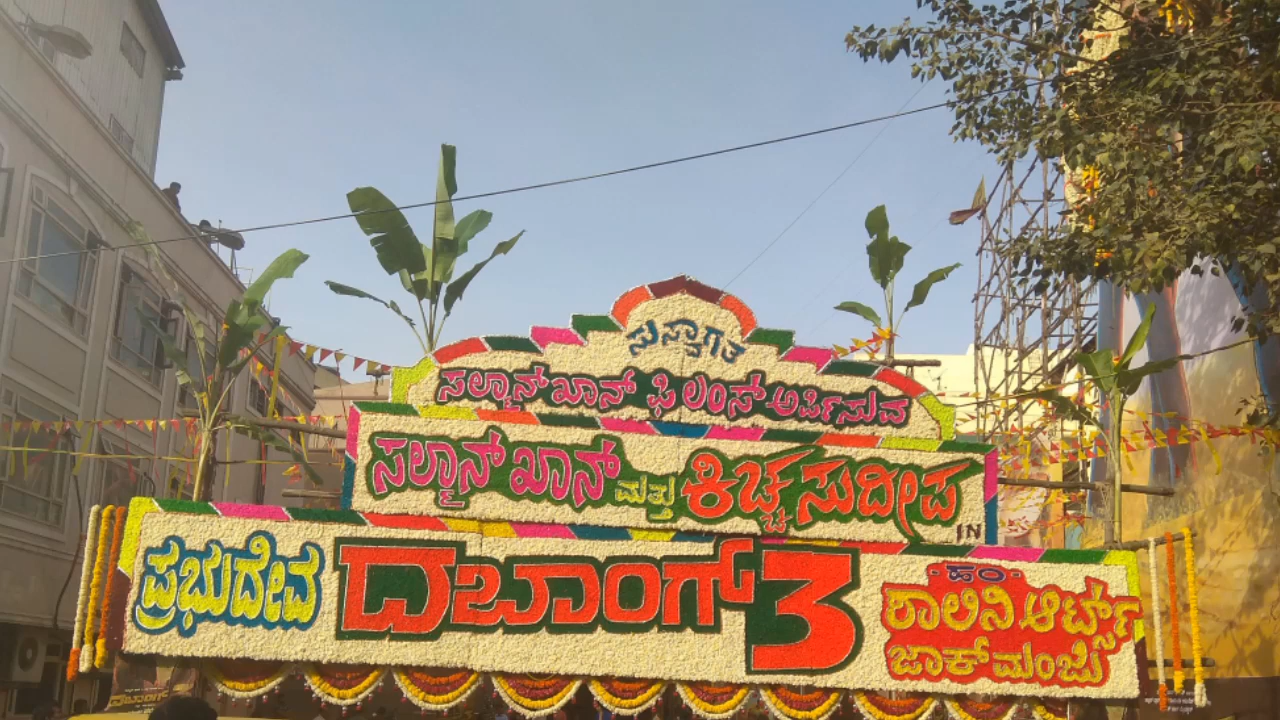 ಸುಸ್ವಾಗತ
ಸಲ್ಮಾನ್ ಖಾನ್ ಫಿಲಂಸ್ ಅರ್ಪಿಸುವ
ಸಲ್ಮಾನ್ ಖಾನ್ ಮತ್ತು ಕಿಚ್ಚ ಸುದೀಪ IN
ಪ್ರಭುದೇವ ದಬಾಂಗ್ 3
ಹಂ.
ಶಾಲಿನಿ ಆರ್ಟ್ಸ್
ಜಾಕ್ ಮಂಜು